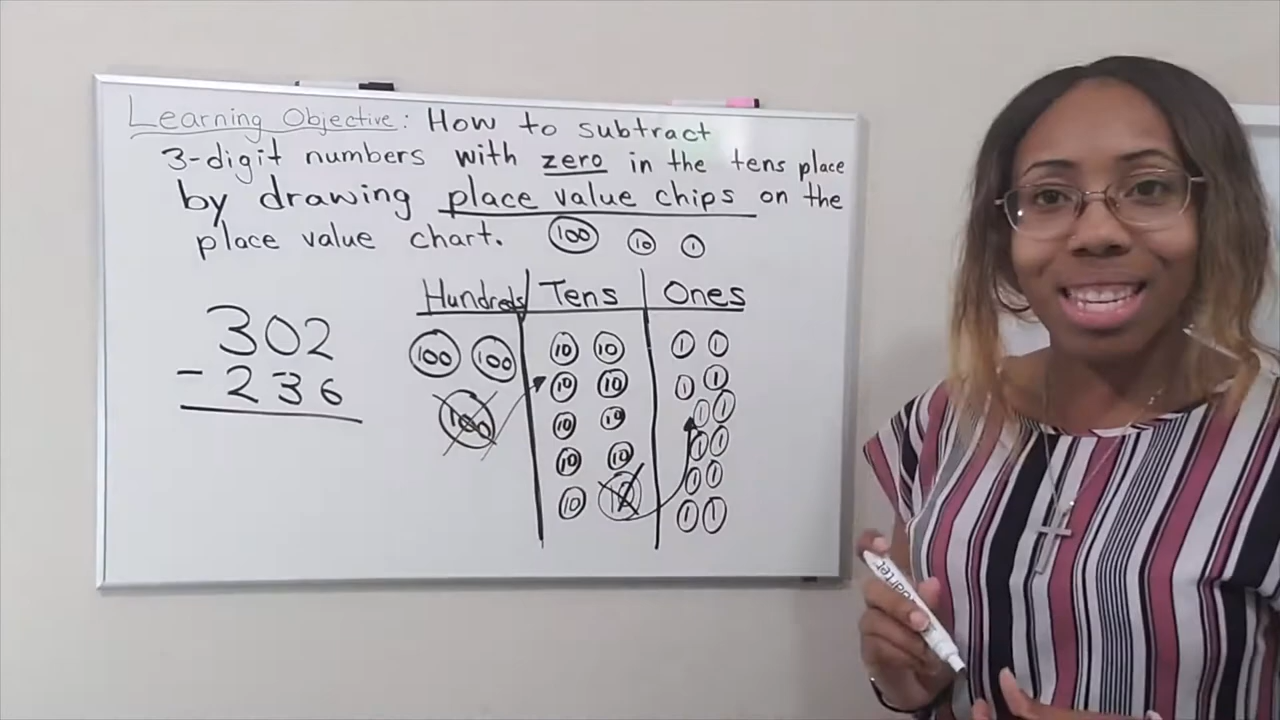 Learning Objective: How to subtract
3-digit numbers with zero in the tens place
by drawing place value chips on the
place value chart. 100 10 1
Hundreds Tens Ones
302
- 236
100 100 10 10 1 1
10 10 1 1
100 10 10 1 1
10 10 1 1
10 10 1 1
1 1